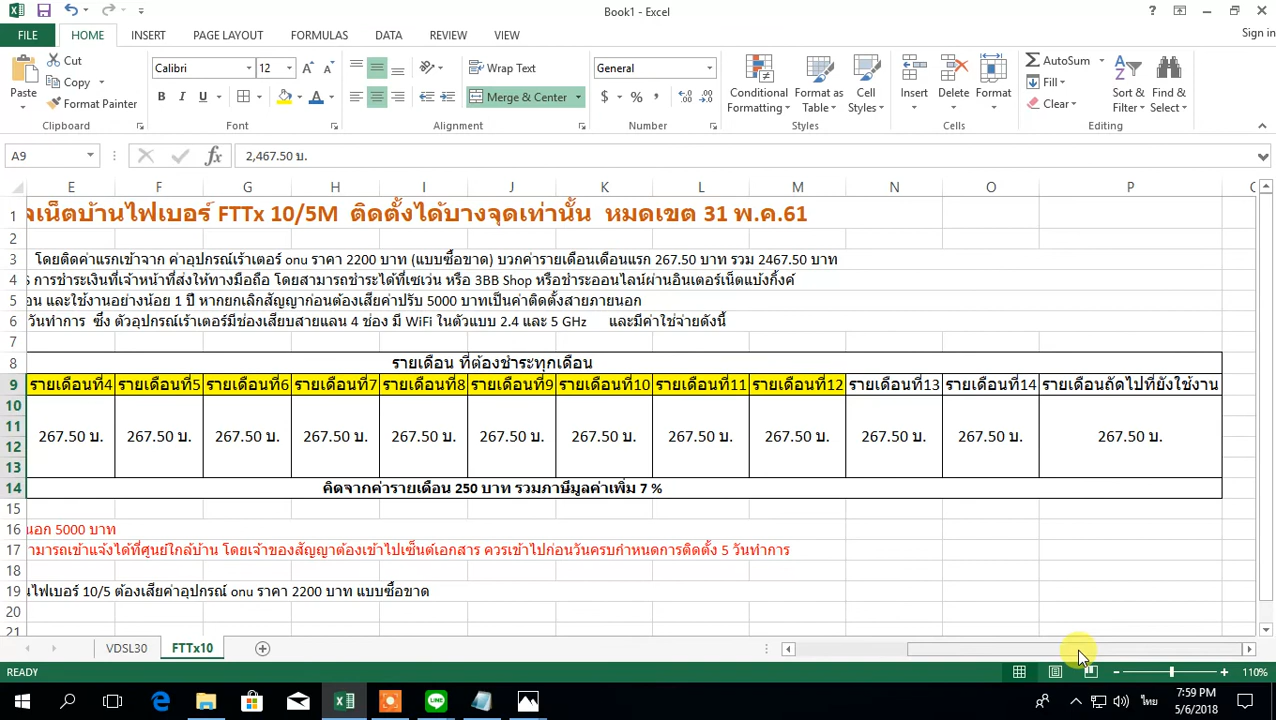 Book1 - Excel
Sign in
FILE HOME INSERT PAGE LAYOUT FORMULAS DATA REVIEW VIEW
Paste Cut Copy Format Painter
Calibri 12
B I U
Wrap Text
Merge & Center
General
$ % ,
Conditional Formatting Format as Table Cell Styles
Insert Delete Format
AutoSum Fill Clear
Sort & Filter Find & Select
Clipboard Font Alignment Number Styles Cells Editing
A9 fx 2,467.50 บ.
E F G H I J K L M N O P
1 เน็ตบ้านไฟเบอร์ FTTx 10/5M ติดตั้งได้บางจุดเท่านั้น หมดเขต 31 พ.ค.61
2
3 โดยติดค่าแรกเข้าจาก ค่าอุปกรณ์เร้าเตอร์ onu ราคา 2200 บาท (แบบซื้อขาด) บวกค่ารายเดือนเดือนแรก 267.50 บาท รวม 2467.50 บาท
4 การชำระเงินที่เจ้าหน้าที่ส่งให้ทางมือถือ โดยสามารถชำระได้ที่เซเว่น หรือ 3BB Shop หรือชำระออนไลน์ผ่านอินเตอร์เน็ตแบ้งกิ้งค์
5 และใช้งานอย่างน้อย 1 ปี หากยกเลิกสัญญาก่อนต้องเสียค่าปรับ 5000 บาทเป็นค่าติดตั้งสายภายนอก
6 วันทำการ ซึ่ง ตัวอุปกรณ์เร้าเตอร์มีช่องเสียบสายแลน 4 ช่อง มี WiFi ในตัวแบบ 2.4 และ 5 GHz และมีค่าใช่จ่ายดังนี้
7
8 รายเดือน ที่ต้องชำระทุกเดือน
9 รายเดือนที่4 รายเดือนที่5 รายเดือนที่6 รายเดือนที่7 รายเดือนที่8 รายเดือนที่9 รายเดือนที่10 รายเดือนที่11 รายเดือนที่12 รายเดือนที่13 รายเดือนที่14 รายเดือนถัดไปที่ยังใช้งาน
10
11
267.50 บ. 267.50 บ. 267.50 บ. 267.50 บ. 267.50 บ. 267.50 บ. 267.50 บ. 267.50 บ. 267.50 บ. 267.50 บ. 267.50 บ. 267.50 บ.
12
13
14 คิดจากค่ารายเดือน 250 บาท รวมภาษีมูลค่าเพิ่ม 7 %
15
16 นอก 5000 บาท
17 ามารถเข้าแจ้งได้ที่ศูนย์ใกล้บ้าน โดยเจ้าของสัญญาต้องเข้าไปเซ็นต์เอกสาร ควรเข้าไปก่อนวันครบกำหนดการติดตั้ง 5 วันทำการ
18
19 นไฟเบอร์ 10/5 ต้องเสียค่าอุปกรณ์ onu ราคา 2200 บาท แบบซื้อขาด
20
21
VDSL30 FTTx10
READY 110%
ไทย 7:59 PM
5/6/2018